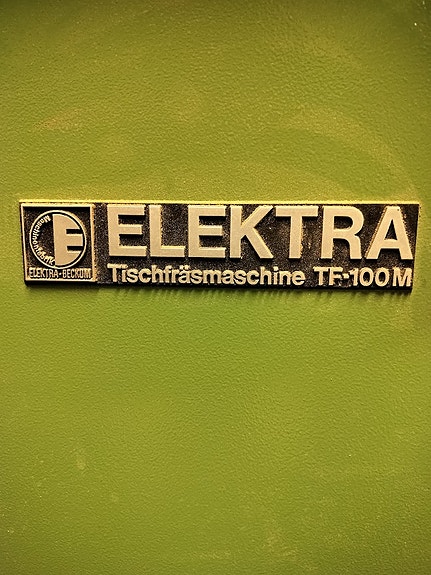 ELEKTRA
Tischfräsmaschine TF-100M
E
ELEKTRA-BECKUM